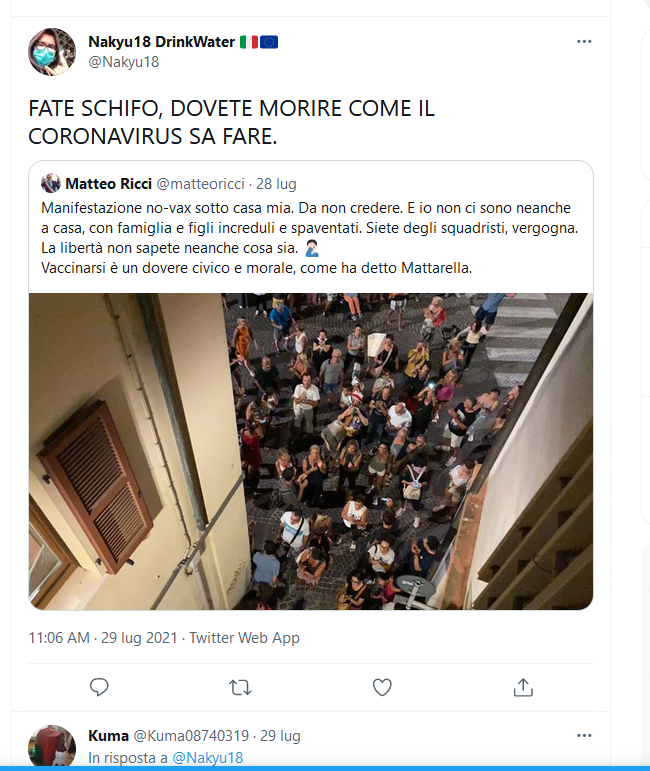 Nakyu18 DrinkWater
@Nakyu18
FATE SCHIFO, DOVETE MORIRE COME IL
CORONAVIRUS SA FARE.
Matteo Ricci @matteoricci · 28 lug
Manifestazione no-vax sotto casa mia. Da non credere. E io non ci sono neanche
a casa, con famiglia e figli increduli e spaventati. Siete degli squadristi, vergogna.
La libertà non sapete neanche cosa sia. 🤦🏻‍♂️
Vaccinarsi è un dovere civico e morale, come ha detto Mattarella.
11:06 AM · 29 lug 2021 · Twitter Web App
Kuma @Kuma08740319 · 29 lug
In risposta a @Nakyu18